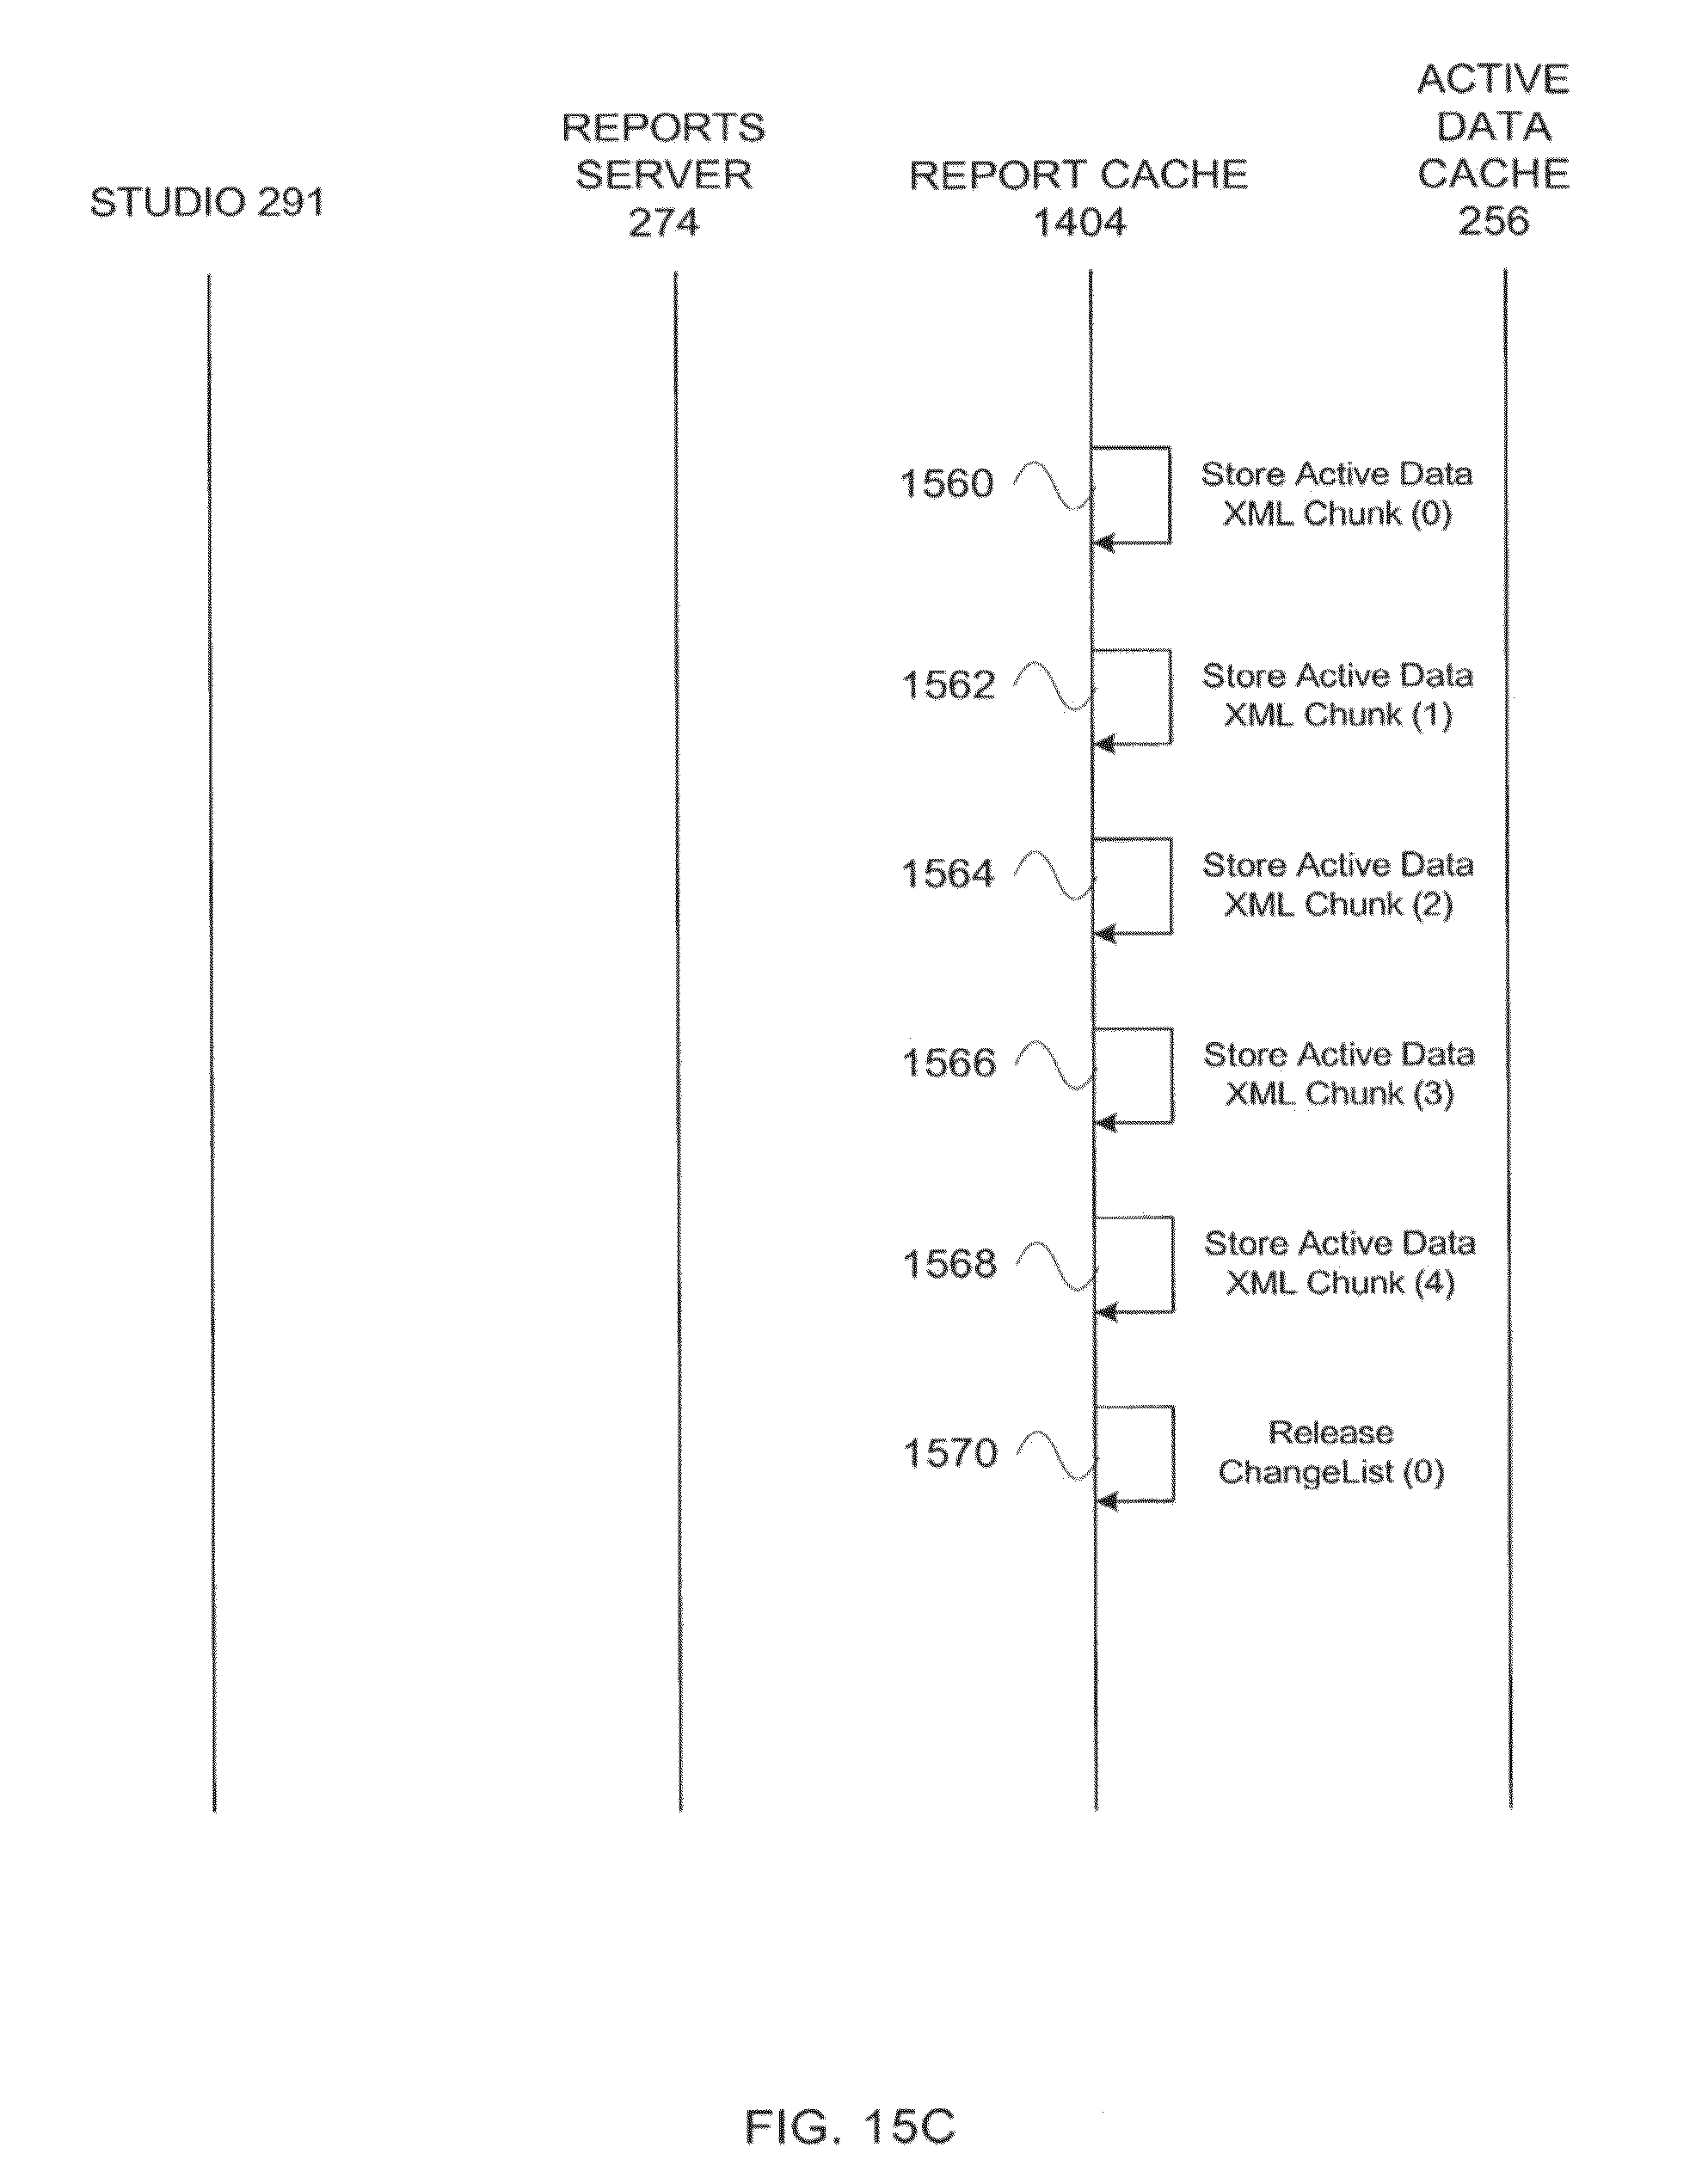 STUDIO 291
REPORTS
SERVER
274
REPORT CACHE
1404
ACTIVE
DATA
CACHE
256
1560
Store Active Data
XML Chunk (0)
1562
Store Active Data
XML Chunk (1)
1564
Store Active Data
XML Chunk (2)
1566
Store Active Data
XML Chunk (3)
1568
Store Active Data
XML Chunk (4)
1570
Release
ChangeList (0)
FIG. 15C